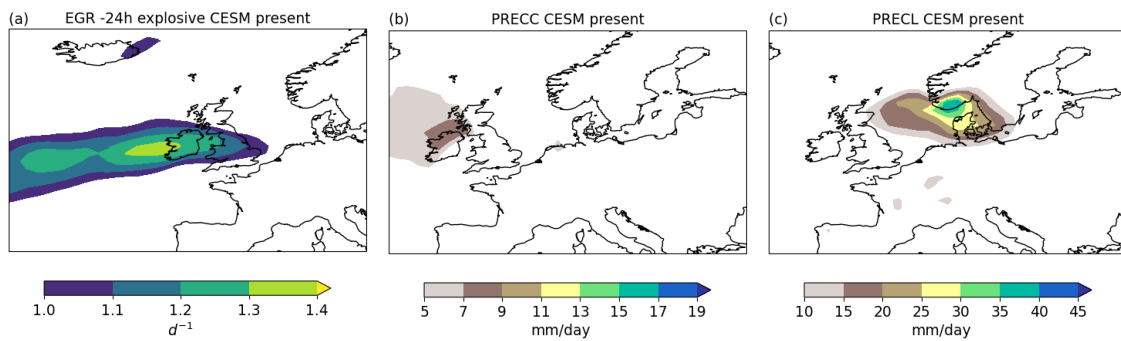 (a) EGR -24h explosive CESM present
1.0 1.1 1.2 1.3 1.4
d⁻¹
(b) PRECC CESM present
5 7 9 11 13 15 17 19
mm/day
(c) PRECL CESM present
10 15 20 25 30 35 40 45
mm/day